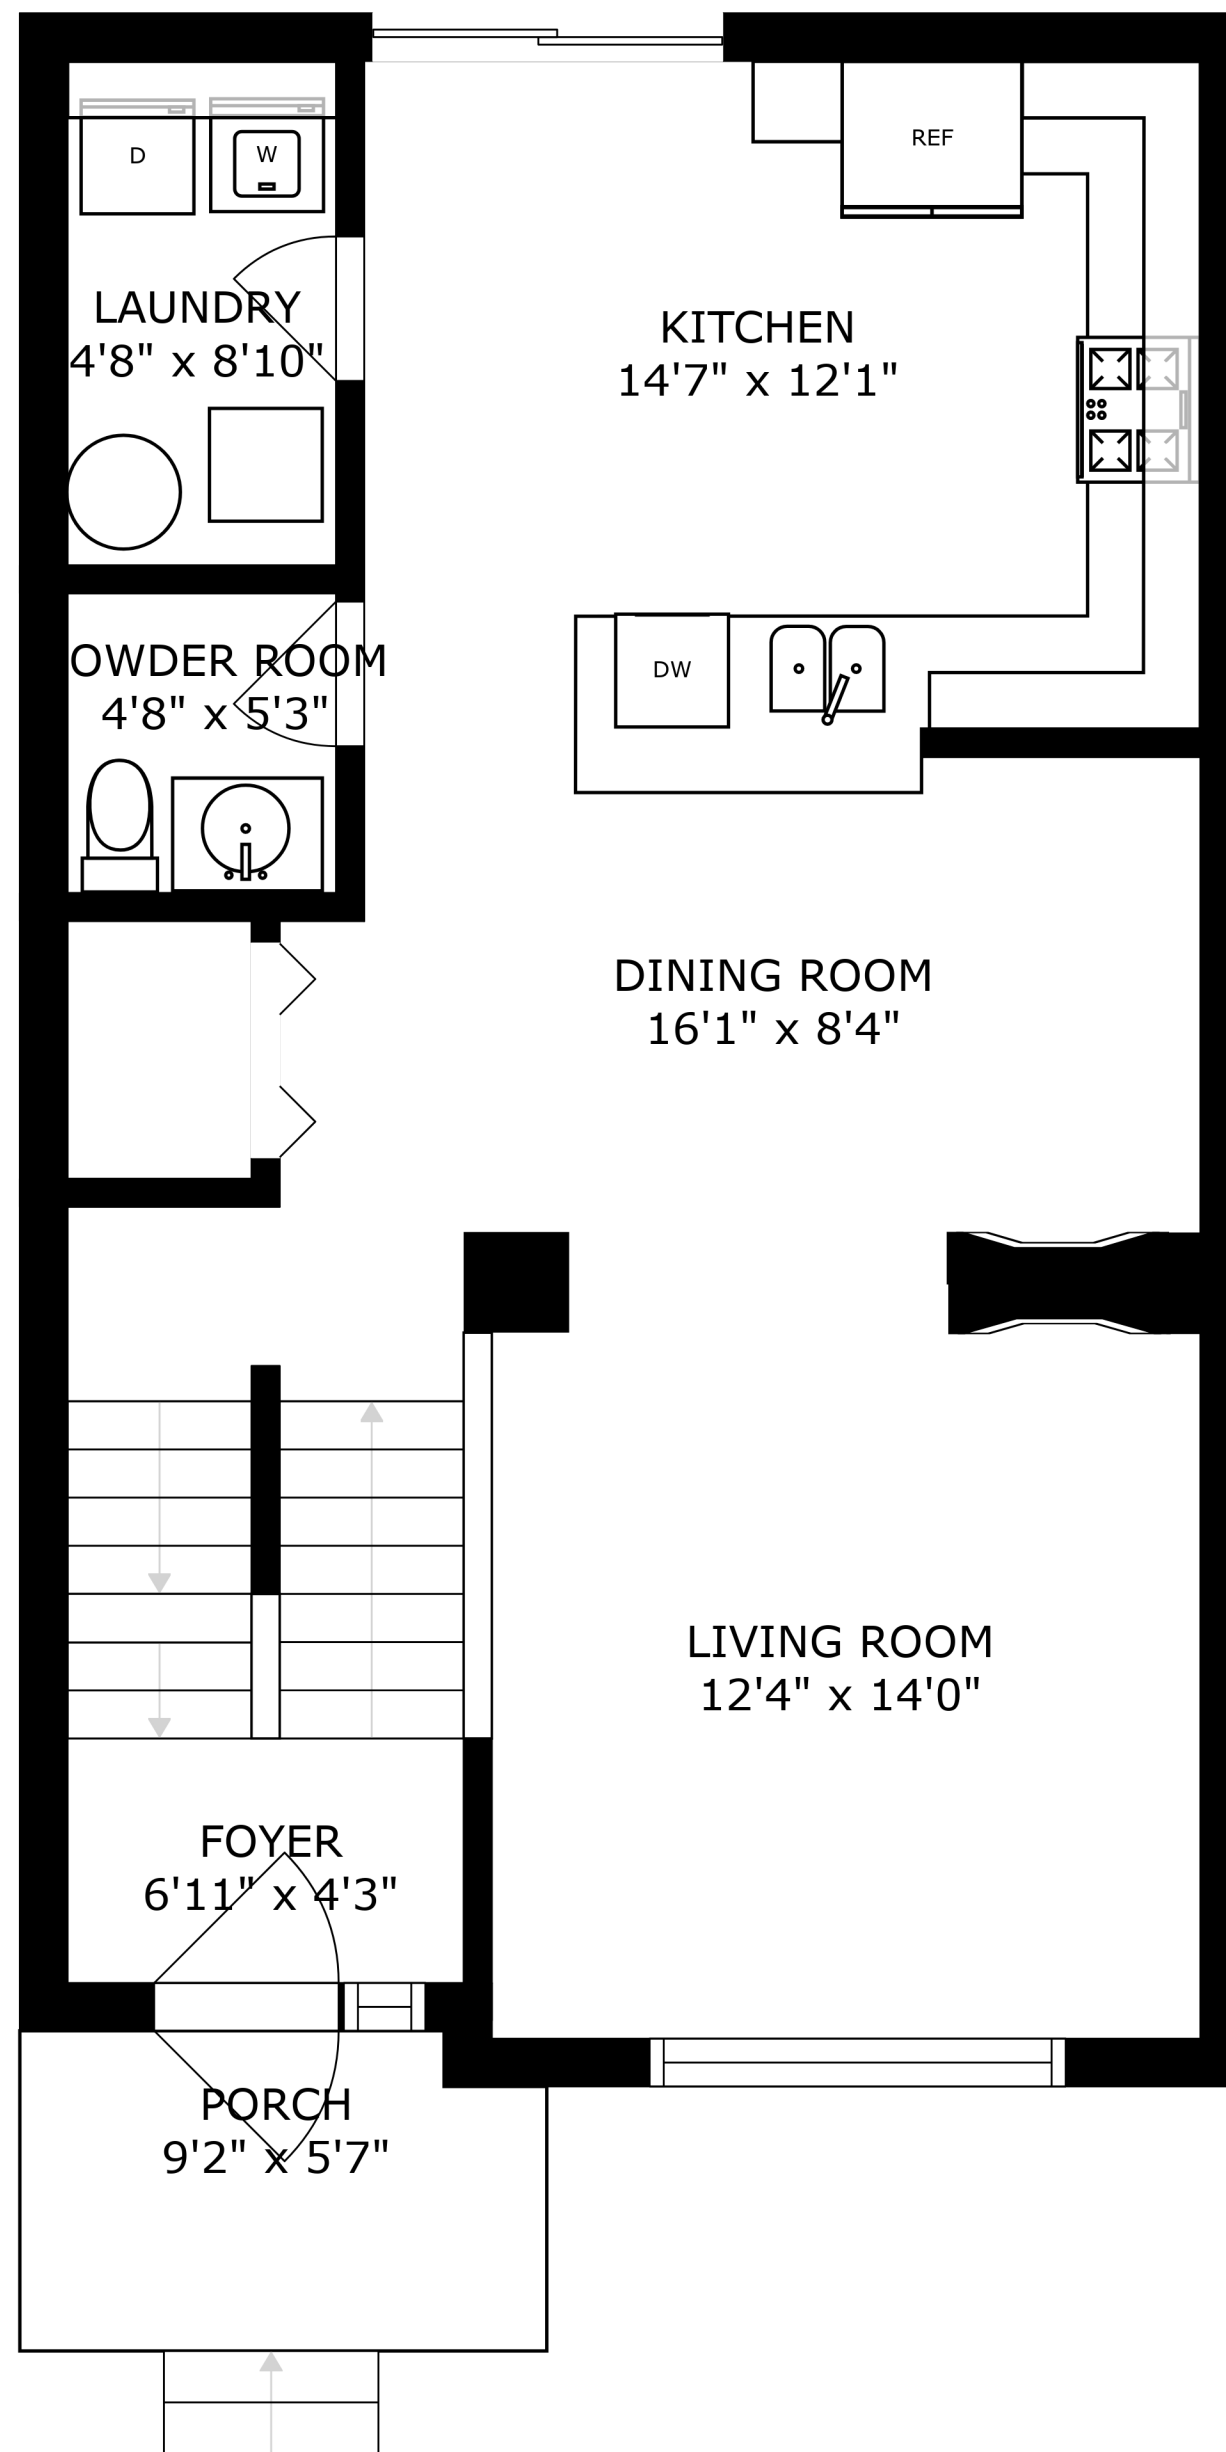 D
W
REF
LAUNDRY
4'8" x 8'10"
KITCHEN
14'7" x 12'1"
OWDER ROOM
4'8" x 5'3"
DW
DINING ROOM
16'1" x 8'4"
LIVING ROOM
12'4" x 14'0"
FOYER
6'11" x 4'3"
PORCH
9'2" x 5'7"